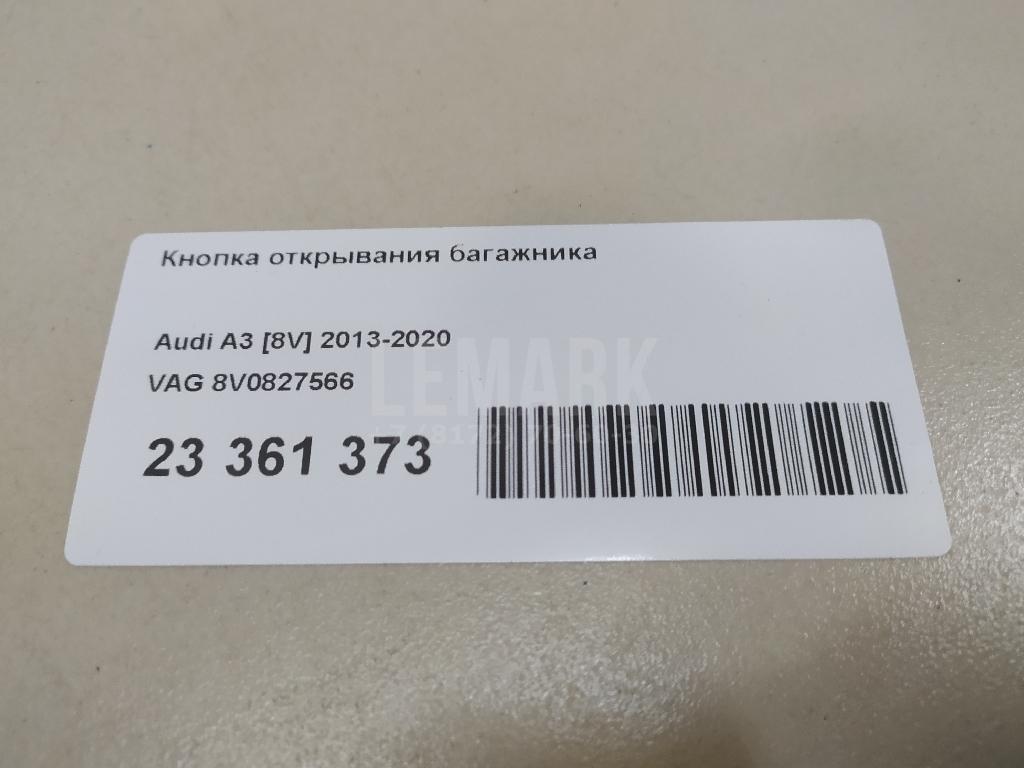 Кнопка открывания багажника
Audi A3 [8V] 2013-2020
LEMARK
VAG 8V0827566
23 361 373